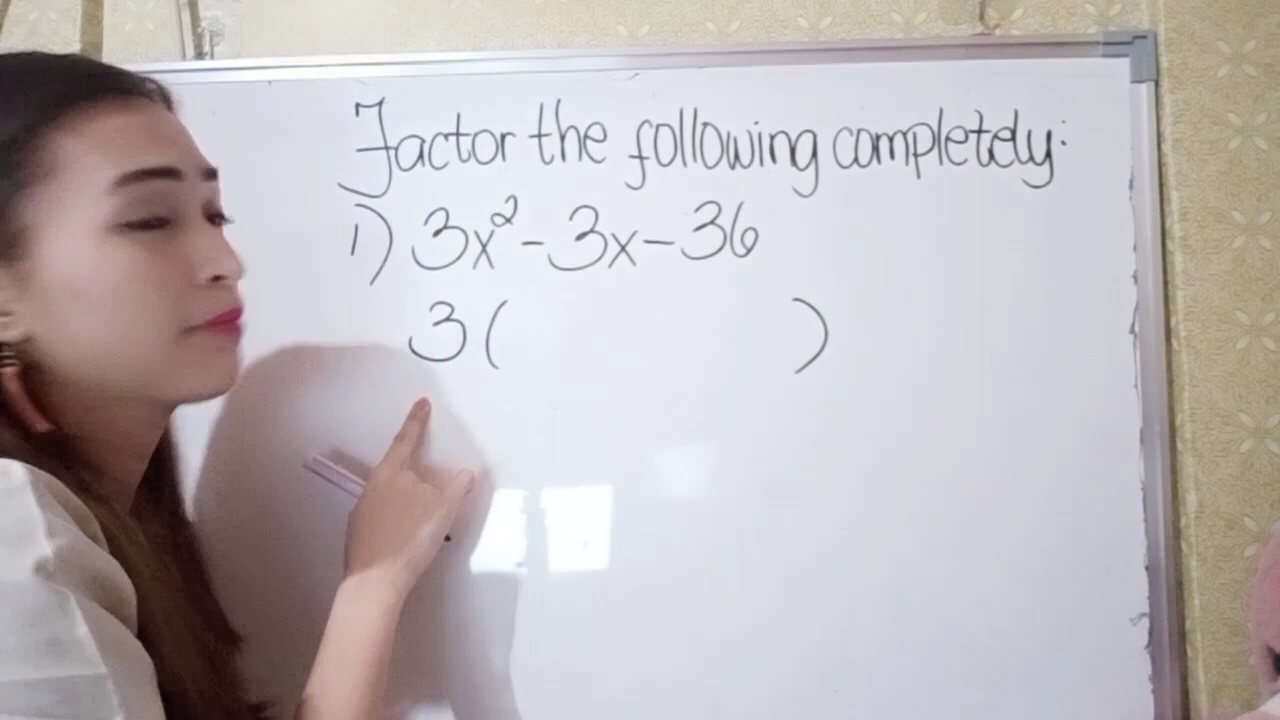 Factor the following completely:
1) 3x² - 3x - 36
3(          )